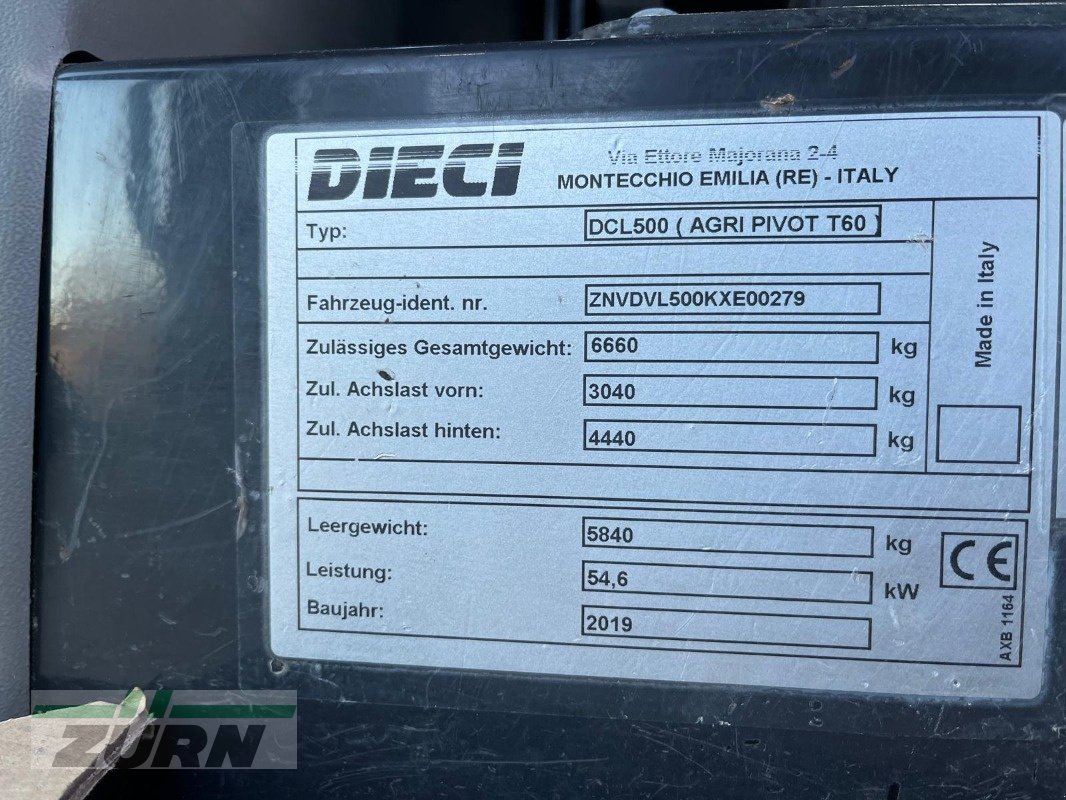 DIECI
Via Ettore Majorana 2-4
MONTECCHIO EMILIA (RE) - ITALY
Typ: DCL500 ( AGRI PIVOT T60 )
Fahrzeug-ident. nr. ZNVDVL500KXE00279
Zulässiges Gesamtgewicht: 6660 kg
Zul. Achslast vorn: 3040 kg
Zul. Achslast hinten: 4440 kg
Made in Italy
Leergewicht: 5840 kg
Leistung: 54,6 kW
Baujahr: 2019
CE
AXB 1164
ZÜRN